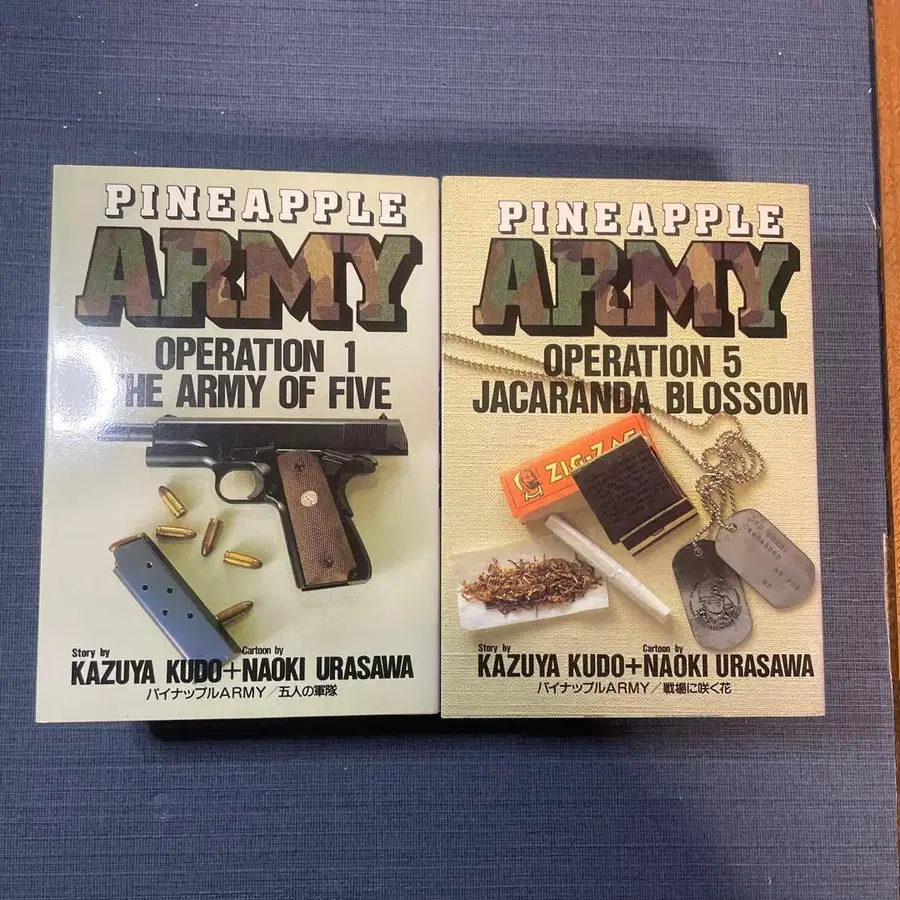 PINEAPPLE
ARMY
OPERATION 1
THE ARMY OF FIVE
Story by
Cartoon by
KAZUYA KUDO+NAOKI URASAWA
パイナップルARMY/五人の軍隊
PINEAPPLE
ARMY
OPERATION 5
JACARANDA BLOSSOM
ZIG-ZAG
Story by
Cartoon by
KAZUYA KUDO+NAOKI URASAWA
パイナップルARMY/戦場に咲く花